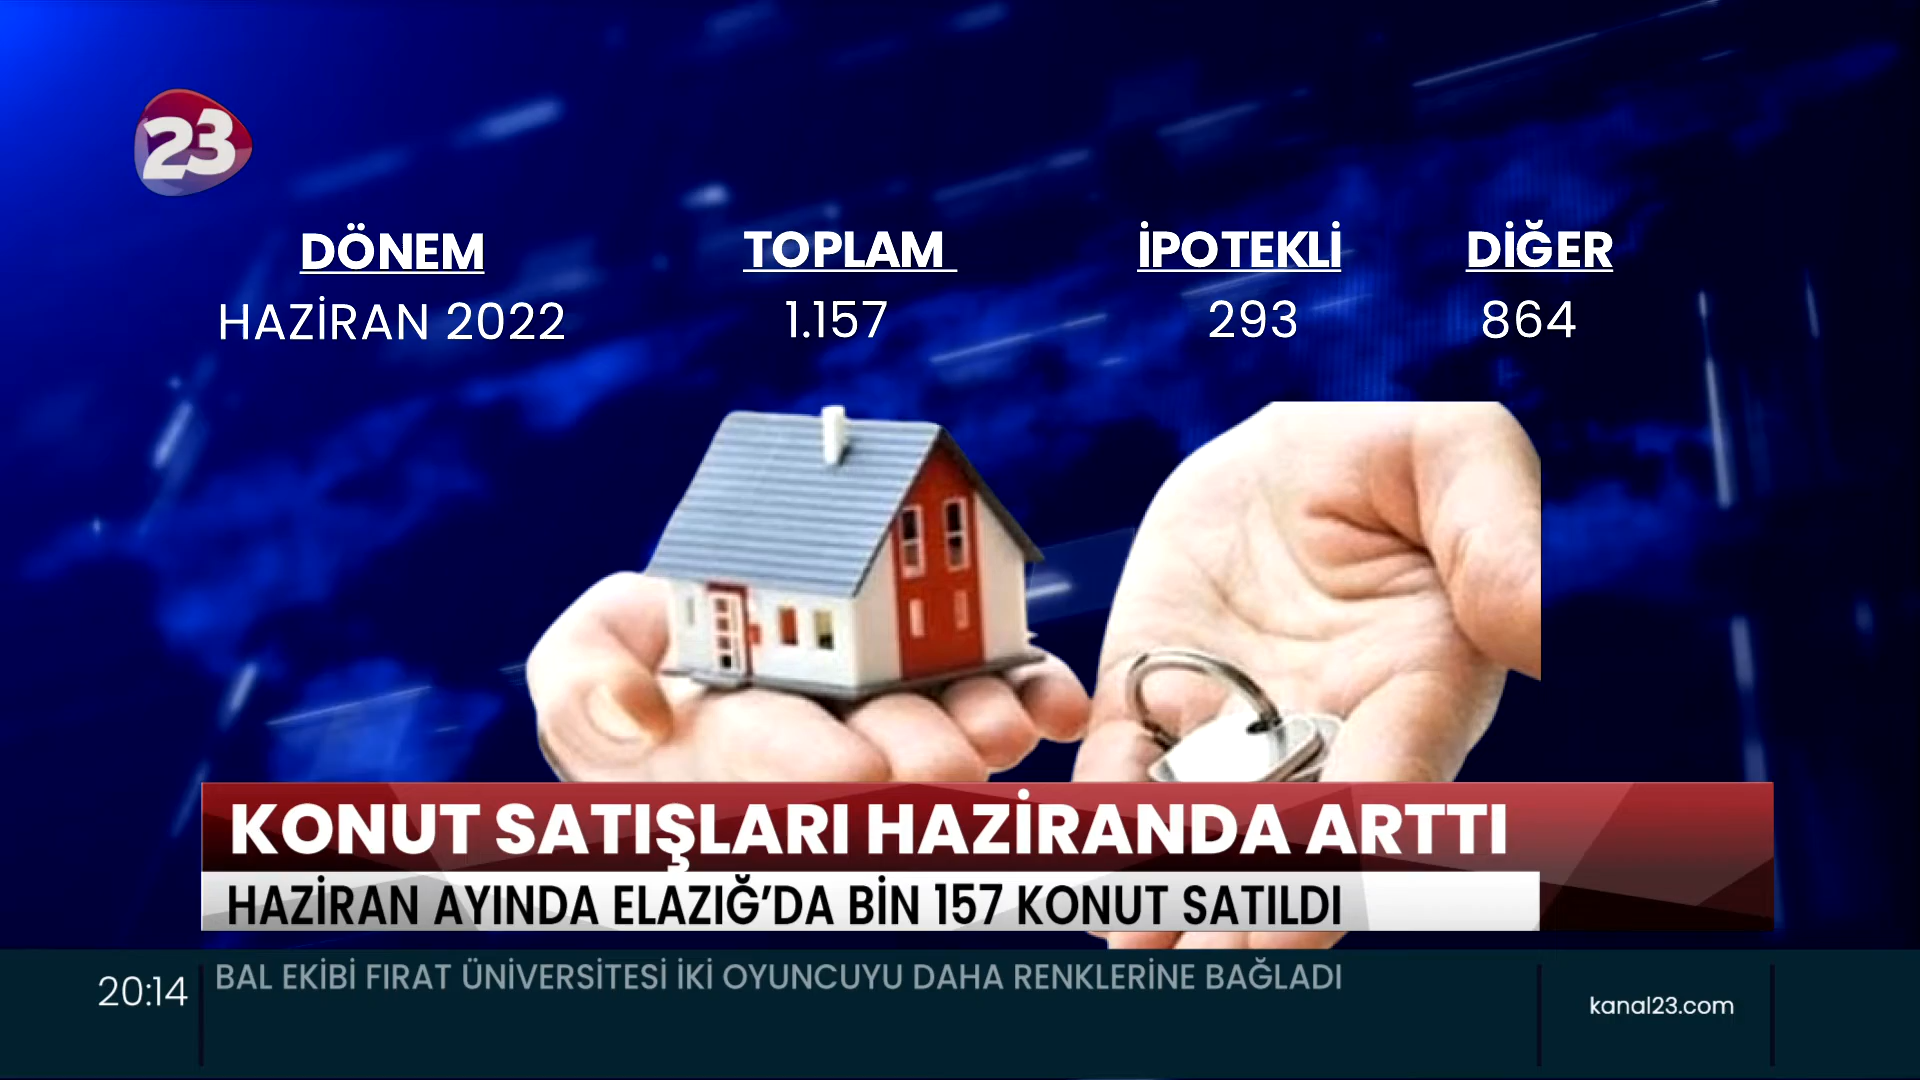 23
DÖNEM TOPLAM İPOTEKLİ DİĞER
HAZİRAN 2022 1.157 293 864
KONUT SATIŞLARI HAZİRANDA ARTTI
HAZİRAN AYINDA ELAZIĞ’DA BİN 157 KONUT SATILDI
20:14 BAL EKİBİ FIRAT ÜNİVERSİTESİ İKİ OYUNCUYU DAHA RENKLERİNE BAĞLADI
kanal23.com